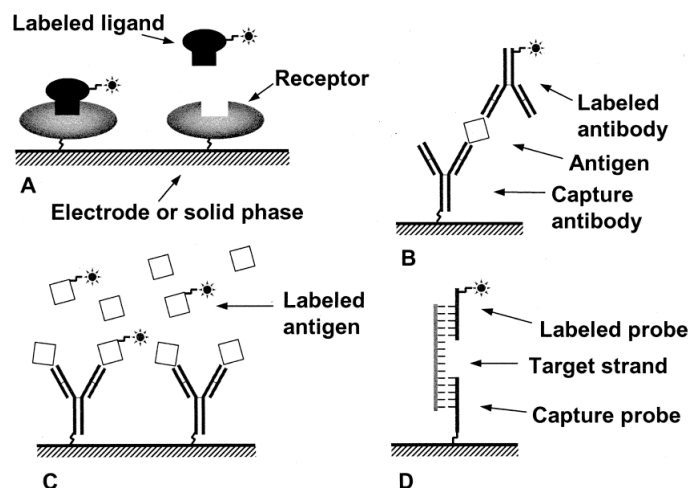 Labeled ligand
Receptor
A
Electrode or solid phase
Labeled
antibody
Antigen
Capture
antibody
B
Labeled
antigen
C
Labeled probe
Target strand
Capture probe
D